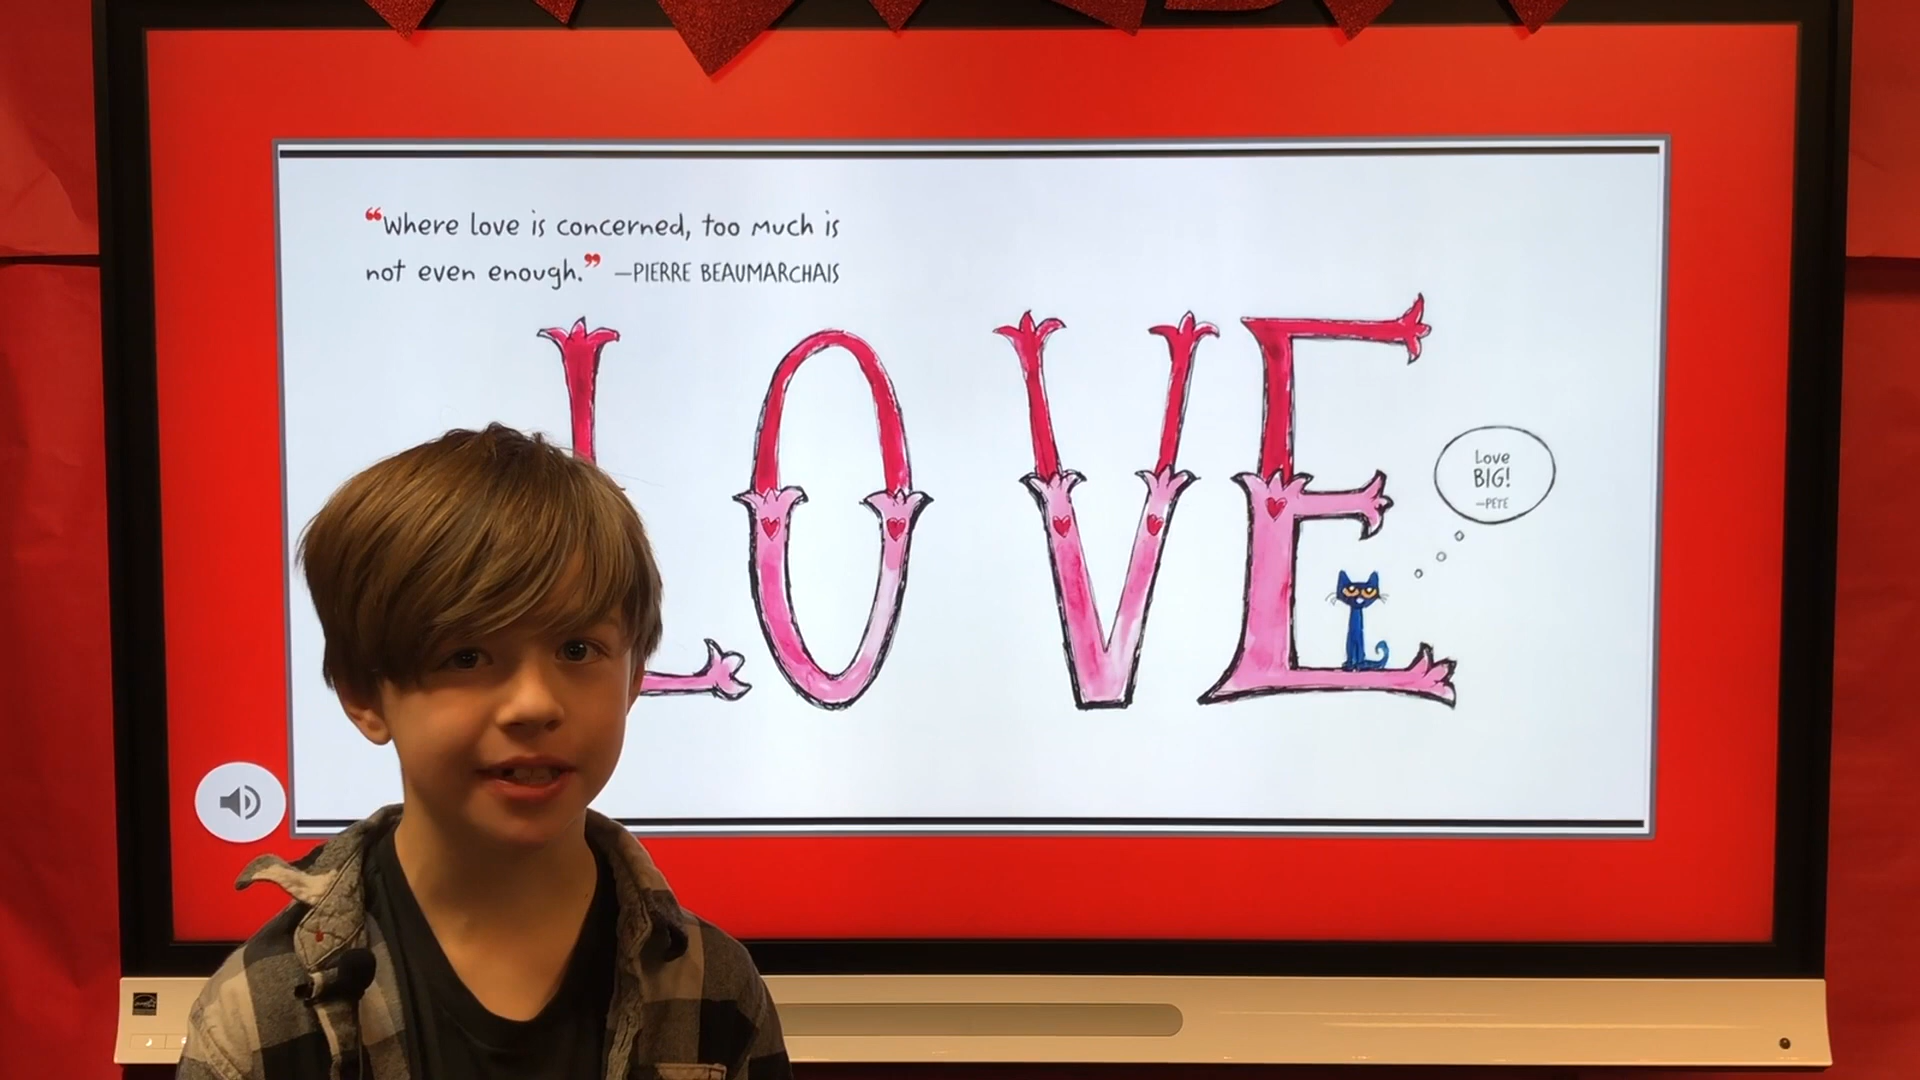 “Where love is concerned, too much is
not even enough.” —PIERRE BEAUMARCHAIS
LOVE
Love
BIG!
—PETE